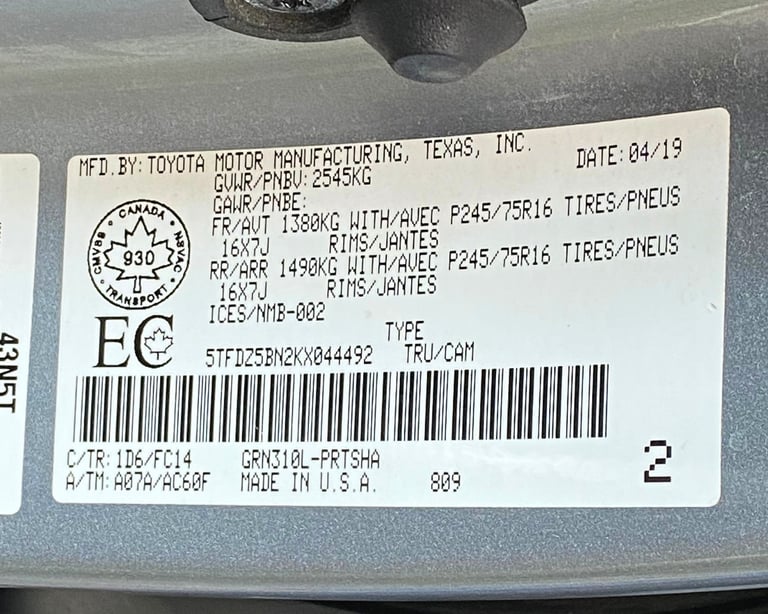 MFD.BY: TOYOTA MOTOR MANUFACTURING, TEXAS, INC. DATE: 04/19
GVWR/PNBV: 2545KG
GAWR/PNBE:
FR/AVT 1380KG WITH/AVEC P245/75R16 TIRES/PNEUS
16X7J RIMS/JANTES
RR/ARR 1490KG WITH/AVEC P245/75R16 TIRES/PNEUS
16X7J RIMS/JANTES
ICES/NMB-002
CANADA
CMVSS 930 NSVAC
TRANSPORT
EC
TYPE
5TFDZ5BN2KX044492 TRU/CAM
C/TR: 1D6/FC14 GRN310L-PRTSHA
A/TM: A07A/AC60F MADE IN U.S.A. 809
2
43N5T